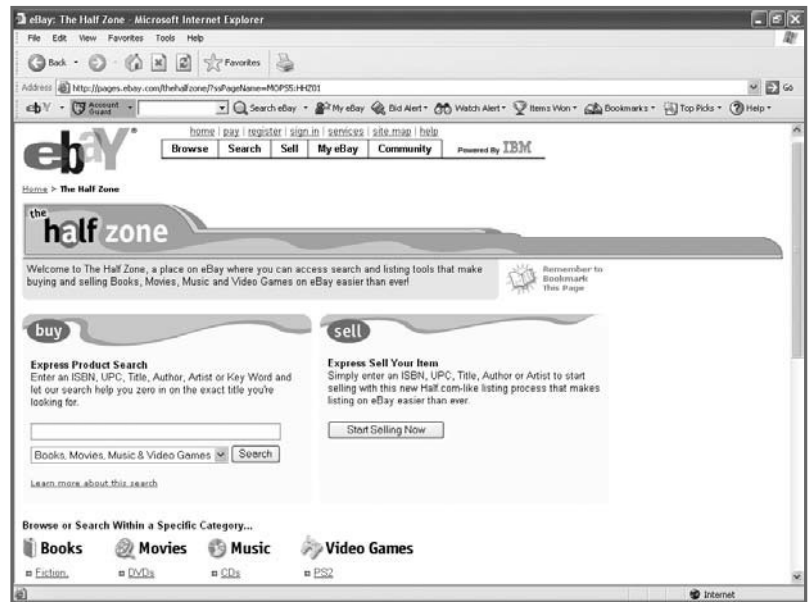 eBay: The Half Zone - Microsoft Internet Explorer
File Edit View Favorites Tools Help
Back Favorites
Address http://pages.ebay.com/thehalfzone/?ssPageName=MOPS5:HHZ01 Go
ebY Account Guard Search eBay My eBay Bid Alert Watch Alert Items Won Bookmarks Top Picks Help
home | pay | register | sign in | services | site map | help
ebaY®
Browse Search Sell My eBay Community Powered By IBM
Home > The Half Zone
the
half zone
Welcome to The Half Zone, a place on eBay where you can access search and listing tools that make
buying and selling Books, Movies, Music and Video Games on eBay easier than ever!
Remember to
Bookmark
This Page
buy
Express Product Search
Enter an ISBN, UPC, Title, Author, Artist or Key Word and
let our search help you zero in on the exact title you're
looking for.
Books, Movies, Music & Video Games Search
Learn more about this search
sell
Express Sell Your Item
Simply enter an ISBN, UPC, Title, Author or Artist to start
selling with this new Half.com-like listing process that makes
listing on eBay easier than ever.
Start Selling Now
Browse or Search Within a Specific Category...
Books Movies Music Video Games
Fiction, DVDs CDs PS2
Internet